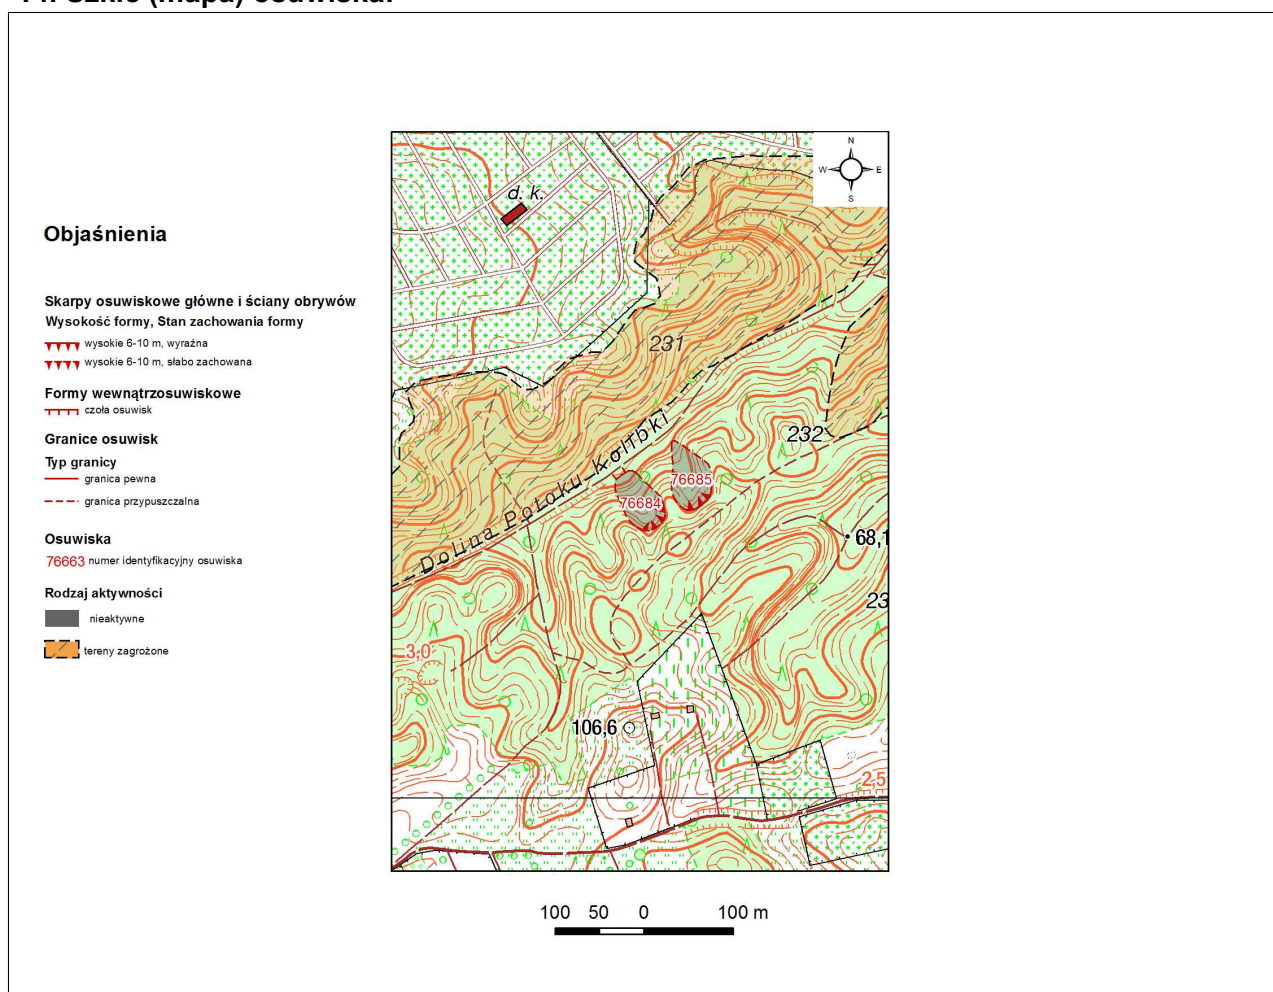 Objaśnienia
Skarpy osuwiskowe główne i ściany obrywów
Wysokość formy, Stan zachowania formy
wysokie 6-10 m, wyraźna
wysokie 6-10 m, słabo zachowana
Formy wewnątrzosuwiskowe
czoła osuwisk
Granice osuwisk
Typ granicy
granica pewna
granica przypuszczalna
Osuwiska
76663 numer identyfikacyjny osuwiska
Rodzaj aktywności
nieaktywne
tereny zagrożone
N
W E
S
d. k.
231
232
Dolina Potoku Kolibki
76685
76684
68,1
23
3,0
106,6
2,5
100 50 0 100 m